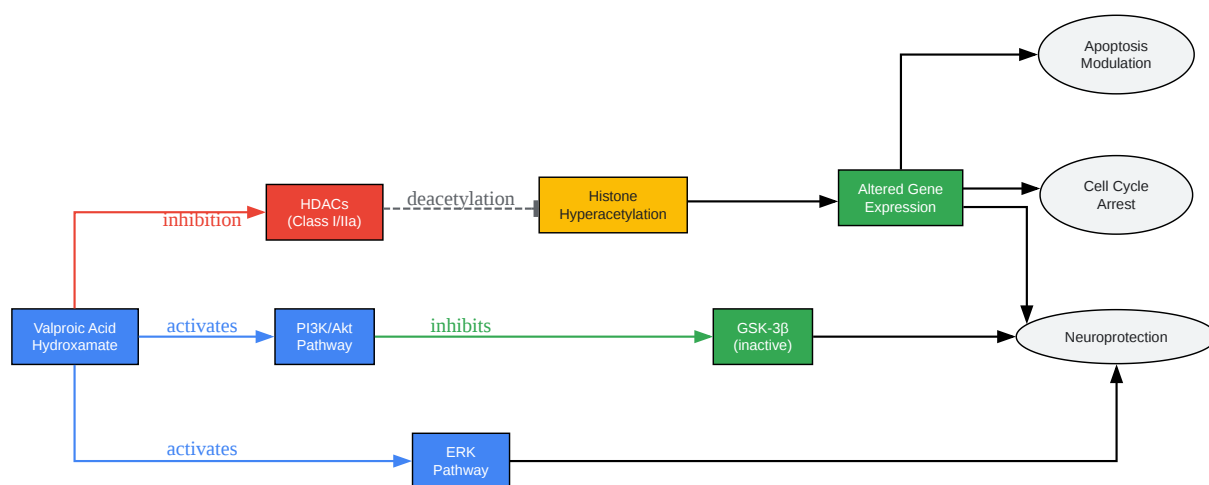 Apoptosis
Modulation
HDACs
(Class I/IIa)
inhibition
deacetylation
Histone
Hyperacetylation
Altered Gene
Expression
Cell Cycle
Arrest
Valproic Acid
Hydroxamate
activates
PI3K/Akt
Pathway
inhibits
GSK-3β
(inactive)
Neuroprotection
activates
ERK
Pathway